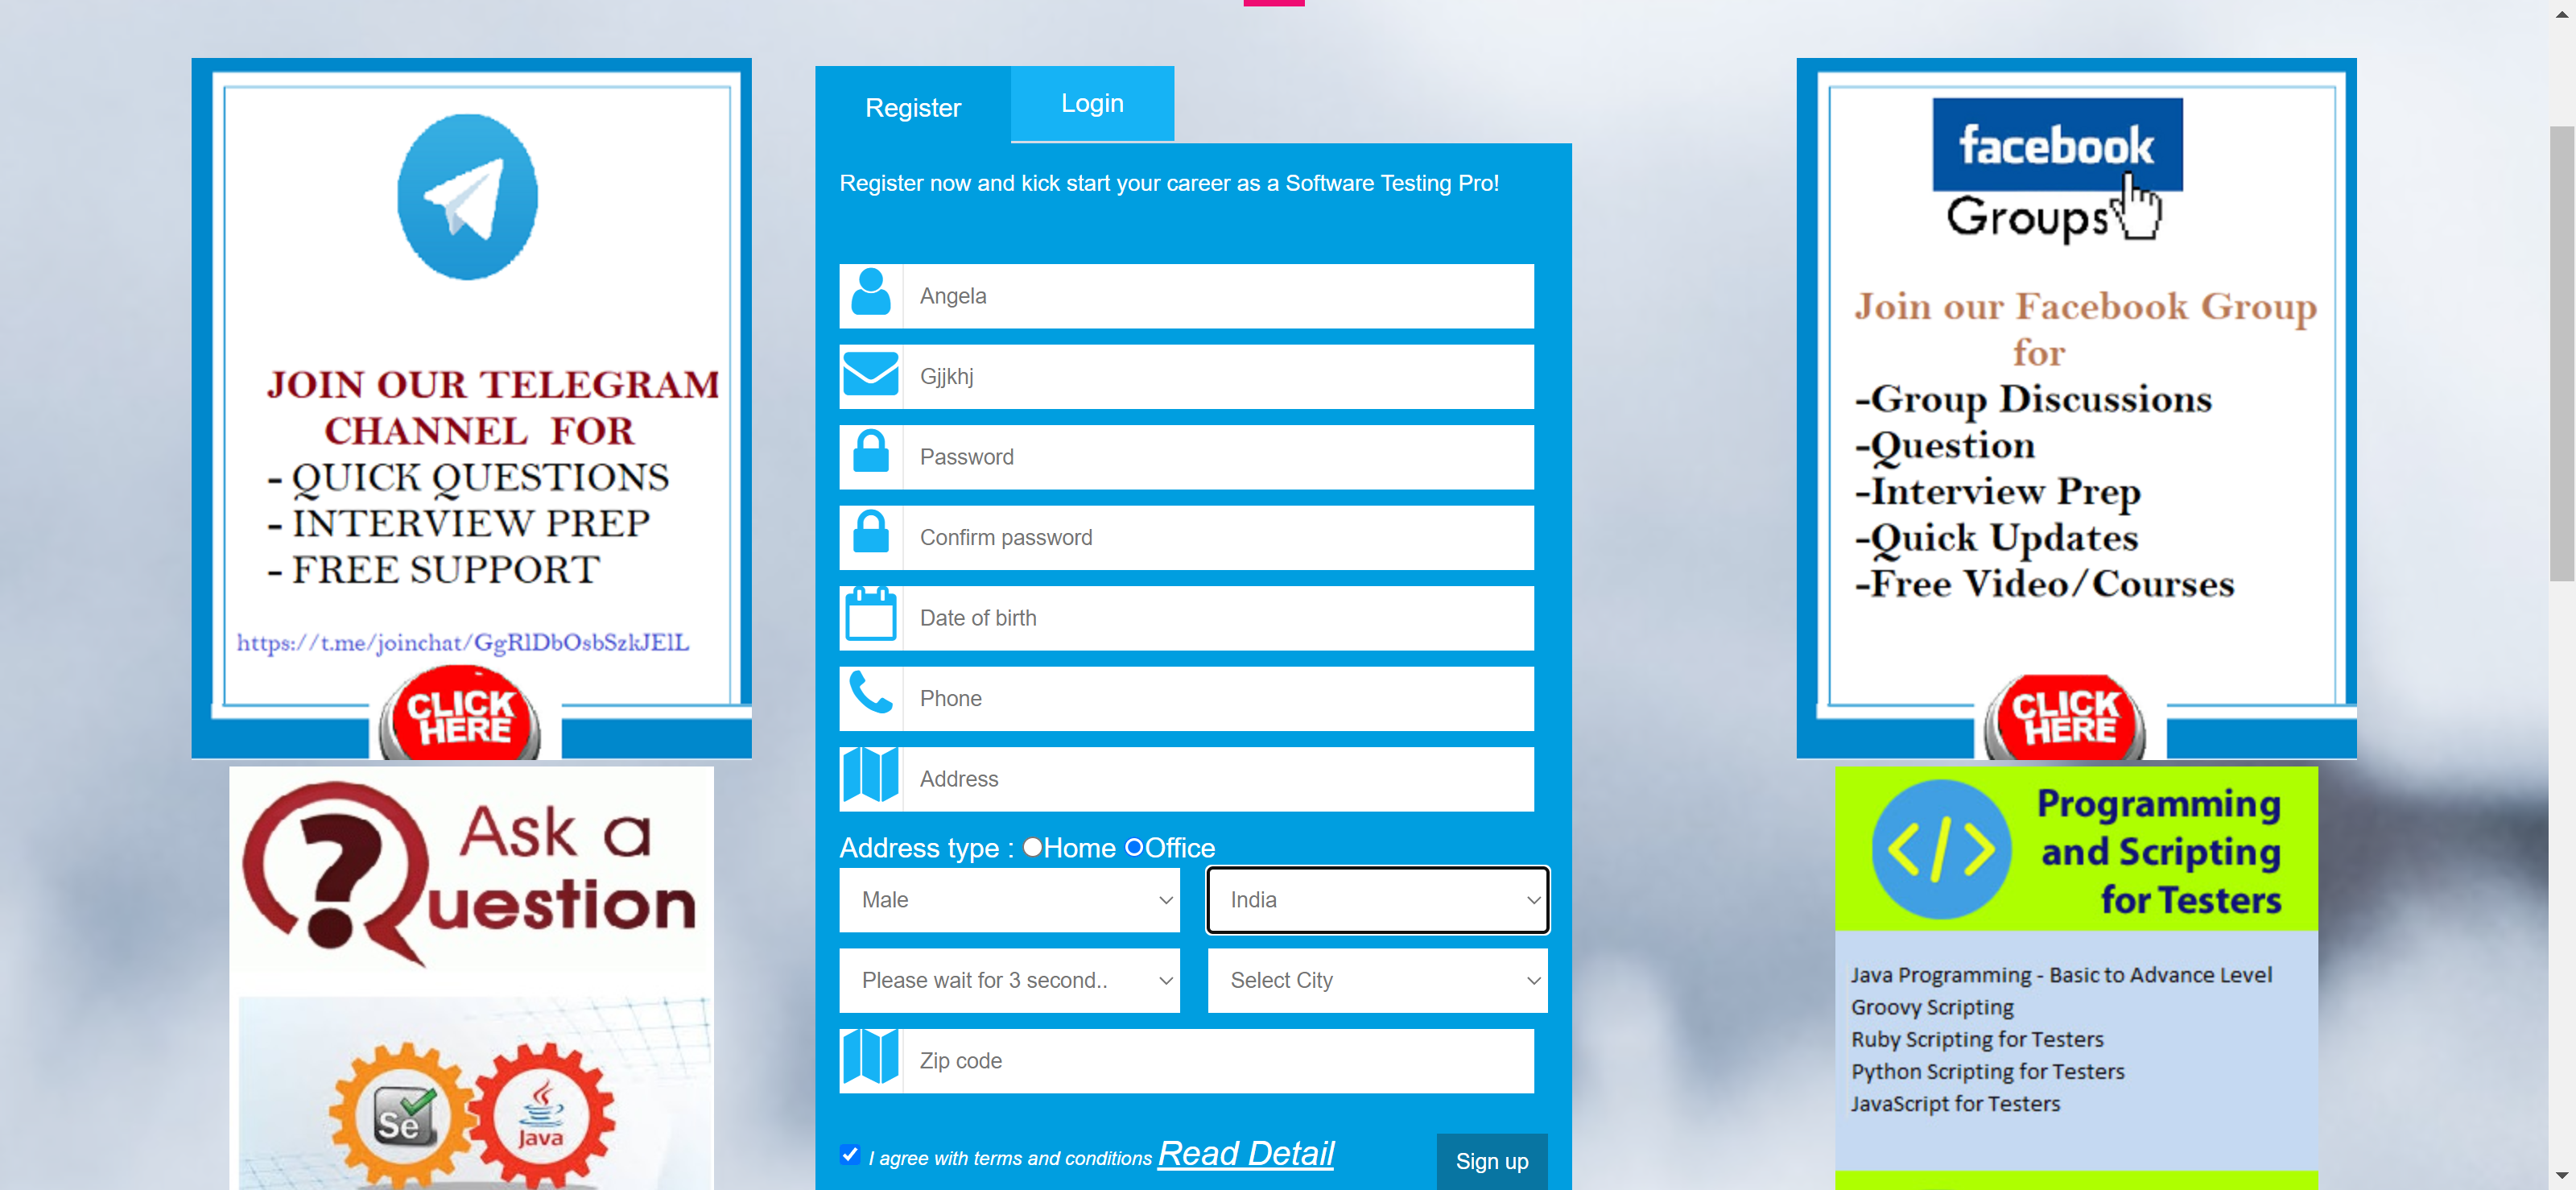 JOIN OUR TELEGRAM
CHANNEL FOR
- QUICK QUESTIONS
- INTERVIEW PREP
- FREE SUPPORT
https://t.me/joinchat/GgRlDbOsbSzkJElL
CLICK
HERE
Ask a
Question
Se
Java
Register
Login
Register now and kick start your career as a Software Testing Pro!
Angela
Gjjkhj
Password
Confirm password
Date of birth
Phone
Address
Address type : Home Office
Male
India
Please wait for 3 second..
Select City
Zip code
I agree with terms and conditions Read Detail
Sign up
facebook
Groups
Join our Facebook Group
for
-Group Discussions
-Question
-Interview Prep
-Quick Updates
-Free Video/Courses
CLICK
HERE
</>
Programming
and Scripting
for Testers
Java Programming - Basic to Advance Level
Groovy Scripting
Ruby Scripting for Testers
Python Scripting for Testers
JavaScript for Testers